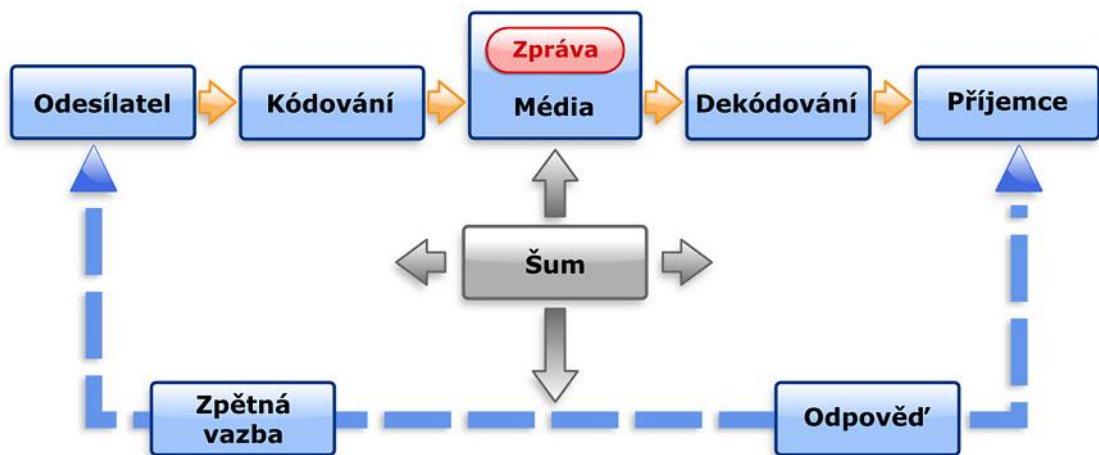 Zpráva
Odesílatel
Kódování
Média
Dekódování
Příjemce
Šum
Zpětná
vazba
Odpověď